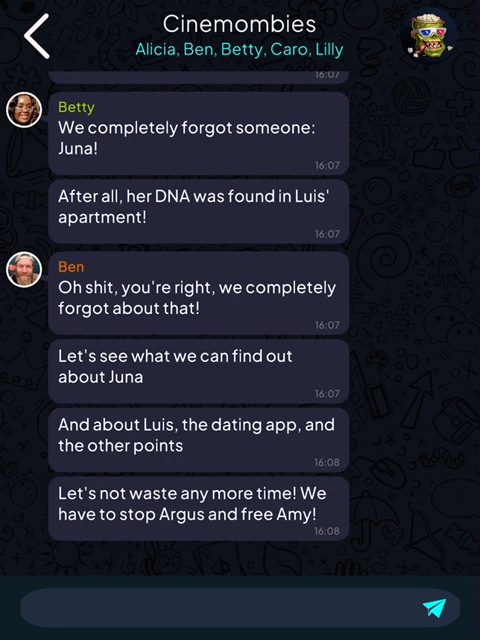 Cinemombies
Alicia, Ben, Betty, Caro, Lilly
16:07
Betty
We completely forgot someone:
Juna!
16:07
After all, her DNA was found in Luis'
apartment!
16:07
Ben
Oh shit, you're right, we completely
forgot about that!
16:07
Let's see what we can find out
about Juna
16:07
And about Luis, the dating app, and
the other points
16:08
Let's not waste any more time! We
have to stop Argus and free Amy!
16:08